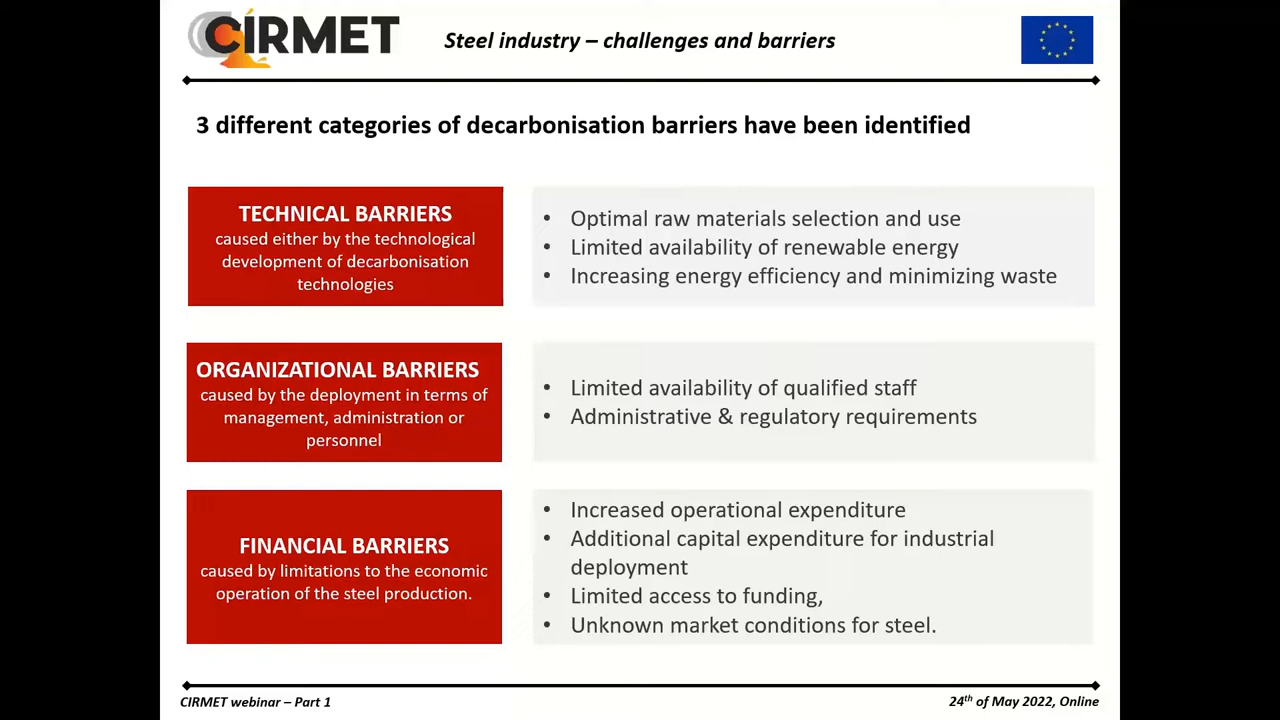 CIRMET
Steel industry – challenges and barriers
3 different categories of decarbonisation barriers have been identified
TECHNICAL BARRIERS
caused either by the technological
development of decarbonisation
technologies
• Optimal raw materials selection and use
• Limited availability of renewable energy
• Increasing energy efficiency and minimizing waste
ORGANIZATIONAL BARRIERS
caused by the deployment in terms of
management, administration or
personnel
• Limited availability of qualified staff
• Administrative & regulatory requirements
FINANCIAL BARRIERS
caused by limitations to the economic
operation of the steel production.
• Increased operational expenditure
• Additional capital expenditure for industrial
deployment
• Limited access to funding,
• Unknown market conditions for steel.
CIRMET webinar – Part 1
24th of May 2022, Online